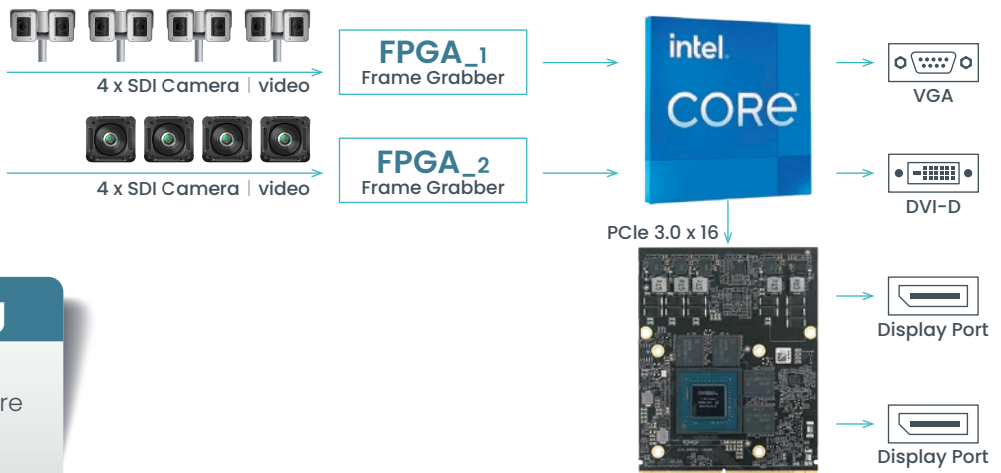 4 x SDI Camera | video
FPGA_1
Frame Grabber
intel
CORE
VGA
4 x SDI Camera | video
FPGA_2
Frame Grabber
DVI-D
PCIe 3.0 x 16
Display Port
re
Display Port